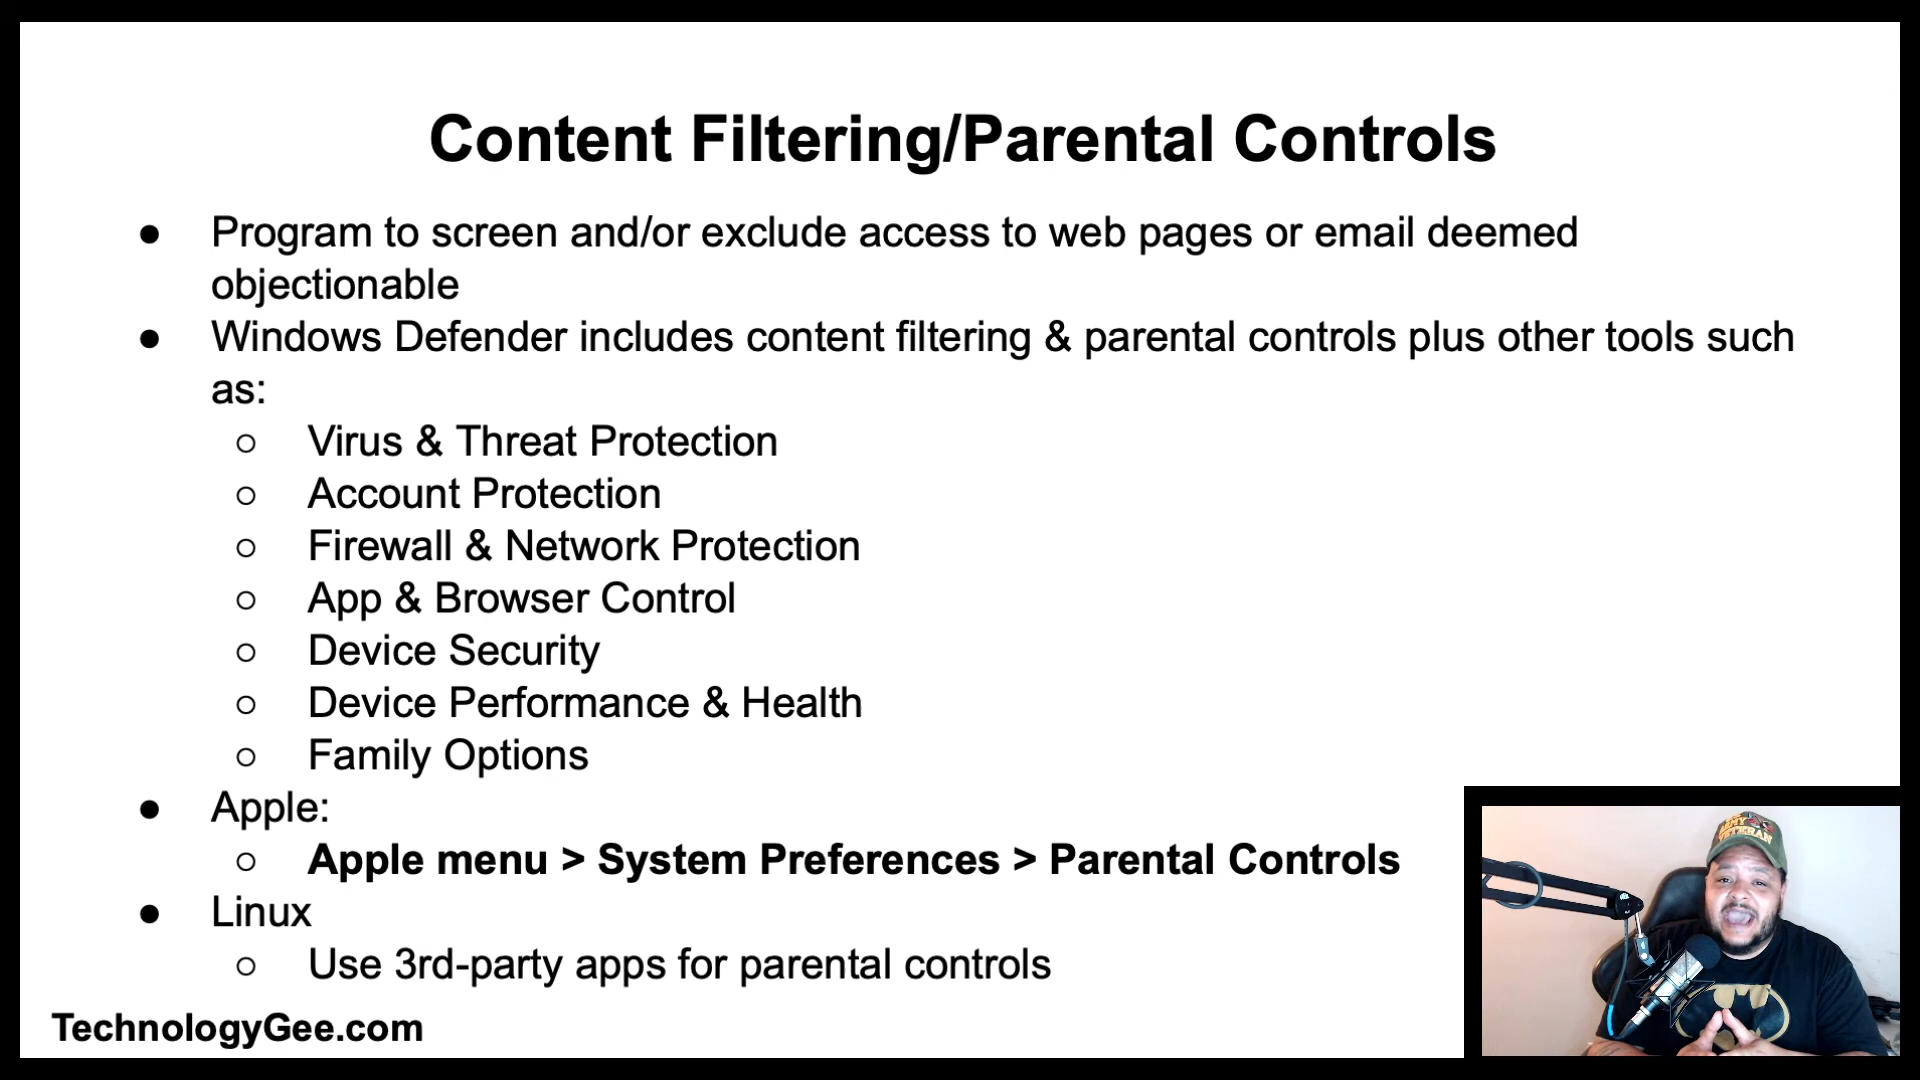 Content Filtering/Parental Controls
● Program to screen and/or exclude access to web pages or email deemed
objectionable
● Windows Defender includes content filtering & parental controls plus other tools such
as:
○ Virus & Threat Protection
○ Account Protection
○ Firewall & Network Protection
○ App & Browser Control
○ Device Security
○ Device Performance & Health
○ Family Options
● Apple:
○ Apple menu > System Preferences > Parental Controls
● Linux
○ Use 3rd-party apps for parental controls
TechnologyGee.com
ARMY
VETERAN